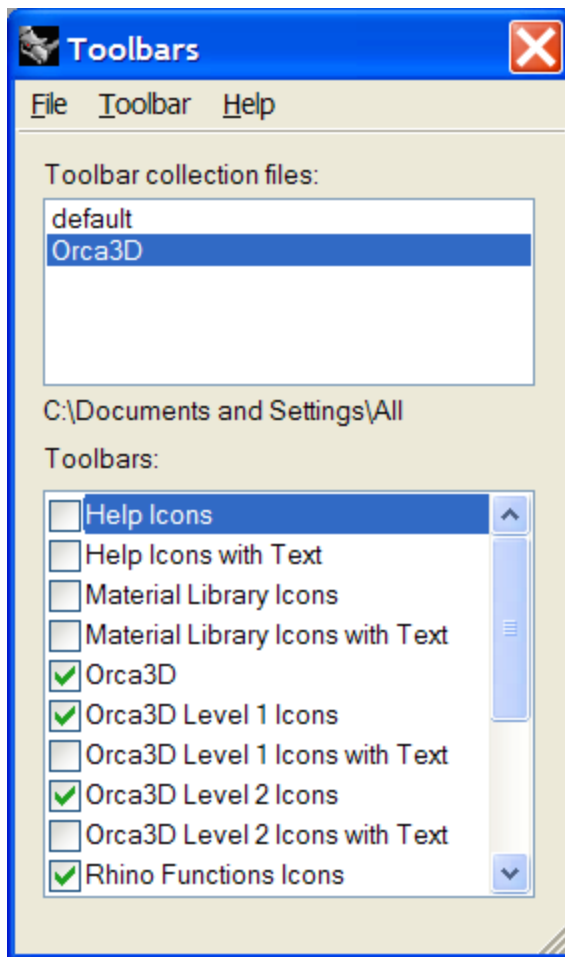 Toolbars
File Toolbar Help
Toolbar collection files:
default
Orca3D
C:\Documents and Settings\All
Toolbars:
Help Icons
Help Icons with Text
Material Library Icons
Material Library Icons with Text
Orca3D
Orca3D Level 1 Icons
Orca3D Level 1 Icons with Text
Orca3D Level 2 Icons
Orca3D Level 2 Icons with Text
Rhino Functions Icons